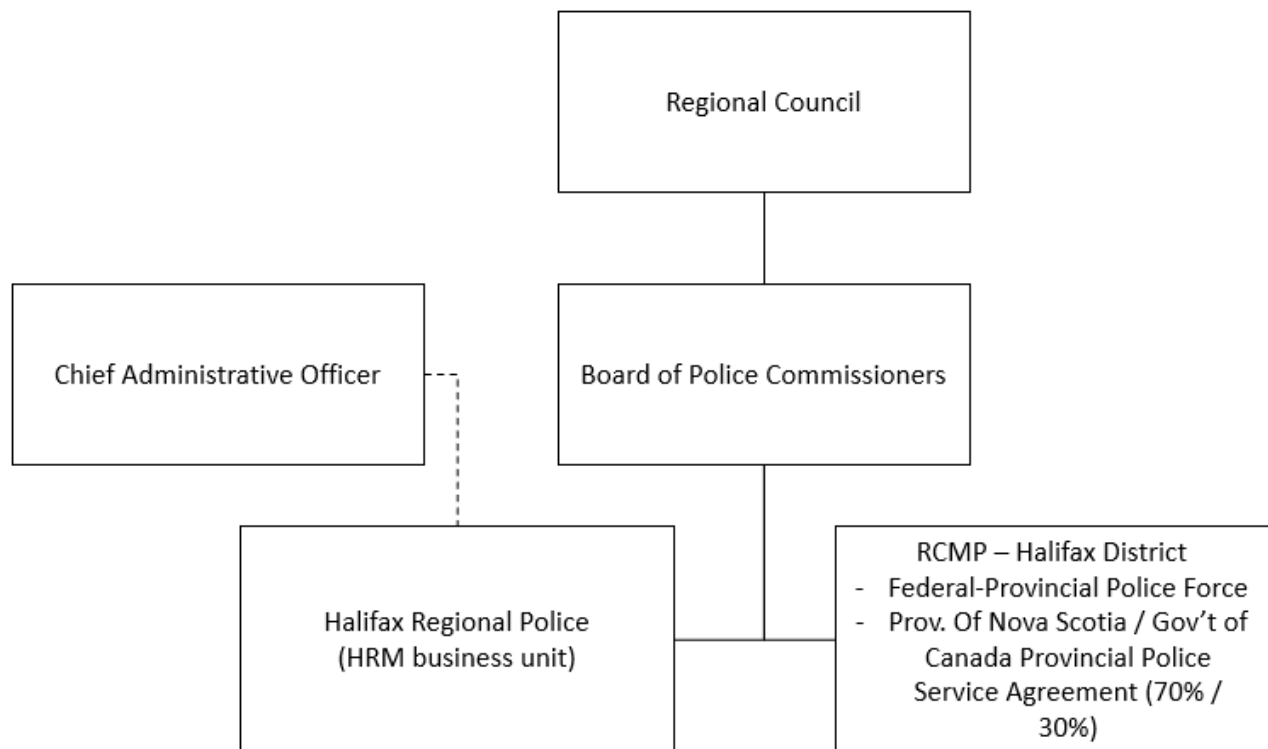 Regional Council
Chief Administrative Officer
Board of Police Commissioners
Halifax Regional Police
(HRM business unit)
RCMP – Halifax District
- Federal-Provincial Police Force
- Prov. Of Nova Scotia / Gov’t of
Canada Provincial Police
Service Agreement (70% /
30%)